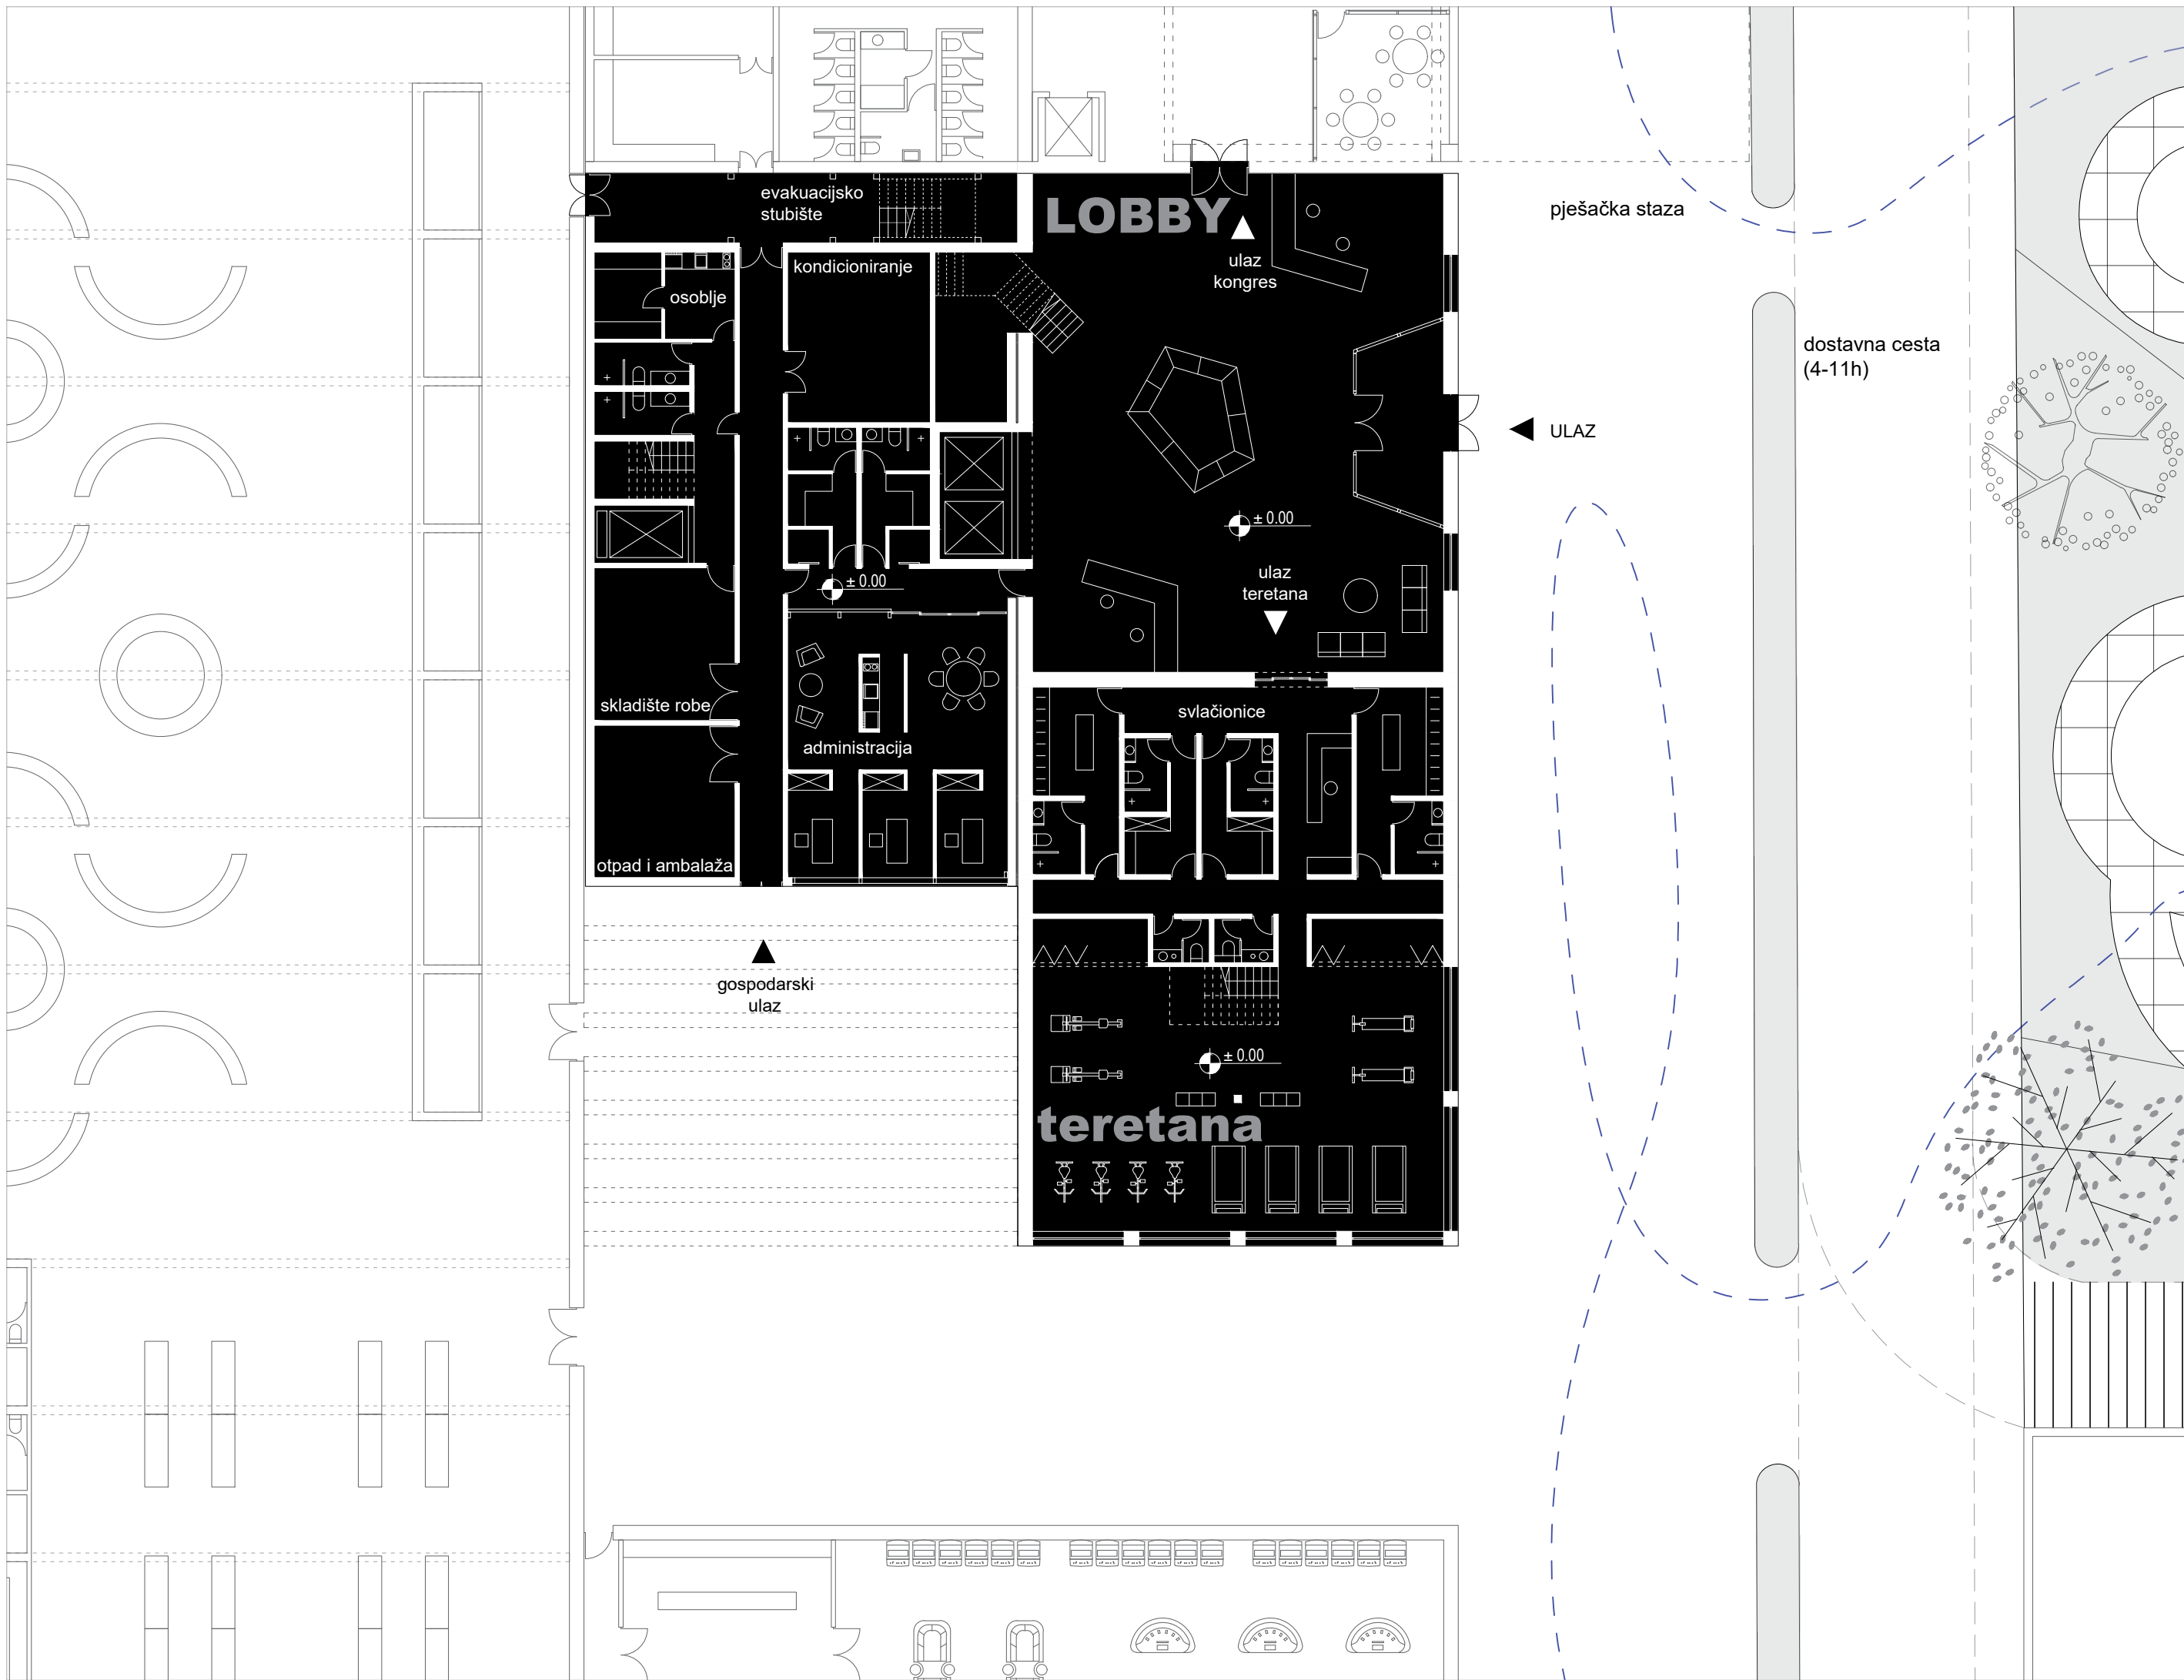 evakuacijsko
stubište
LOBBY
pješačka staza
ulaz
kongres
kondicioniranje
osoblje
dostavna cesta
(4-11h)
ULAZ
± 0.00
ulaz
teretana
± 0.00
skladište robe
svlačionice
administracija
otpad i ambalaža
gospodarski
ulaz
± 0.00
teretana